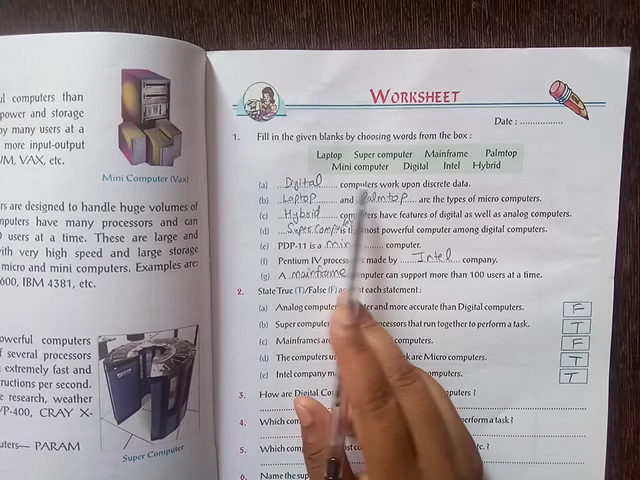 ul computers than
power and storage
by many users at a
more input-output
UM, VAX, etc.
Mini Computer (Vax)
rs are designed to handle huge volumes of
mputers have many processors and can
0 users at a time. These are large and
with very high speed and large storage
micro and mini computers. Examples are:
600, IBM 4381, etc.
powerful computers
f several processors
extremely fast and
ructions per second.
e research, weather
VP-400, CRAY X-
uters— PARAM
Super Computer
WORKSHEET
Date : ................
1. Fill in the given blanks by choosing words from the box :
Laptop Super computer Mainframe Palmtop
Mini computer Digital Intel Hybrid
(a) Digital computers work upon discrete data.
(b) Laptop and Palmtop are the types of micro computers.
(c) Hybrid computers have features of digital as well as analog computers.
(d) Super Computer is most powerful computer among digital computers.
(e) PDP-11 is a mini computer.
(f) Pentium IV made by Intel company.
(g) A mainframe computer can support more than 100 users at a time.
2. State True (T)/False (F) each statement :
(a) Analog and more accurate than Digital computers. F
(b) Super that run together to perform a task. T
(c) Mainframes are computers. F
(d) The computers are Micro computers. T
(e) Intel company computers. T
3. How are Digital
4. Which perform a task ?
5. Which etc. ?
6. Name the